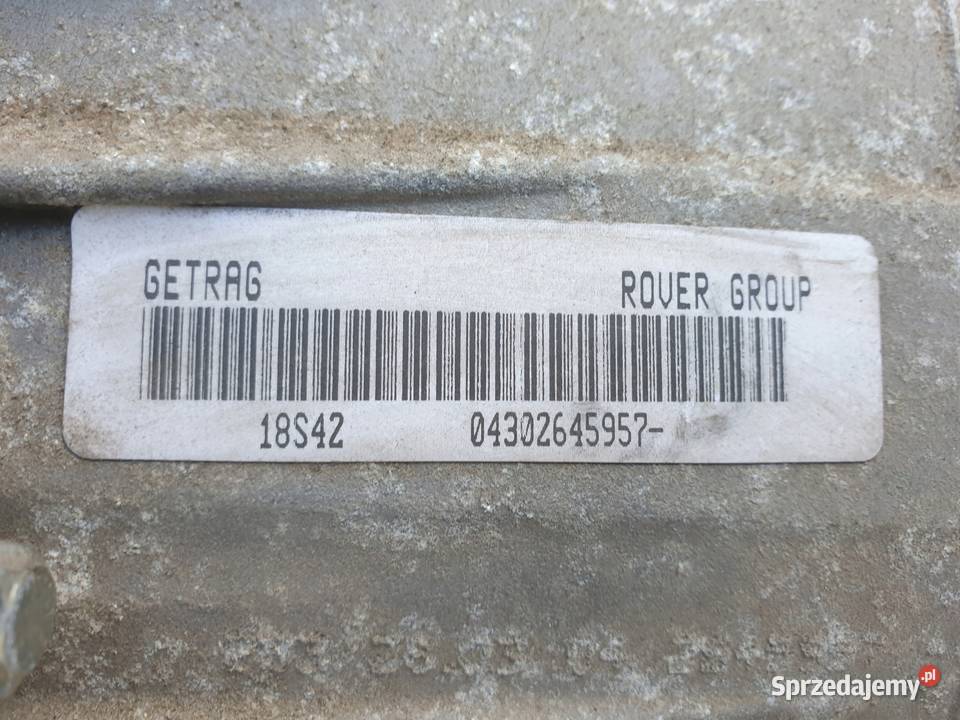 GETRAG ROVER GROUP
18S42 04302645957-
Sprzedajemy.pl